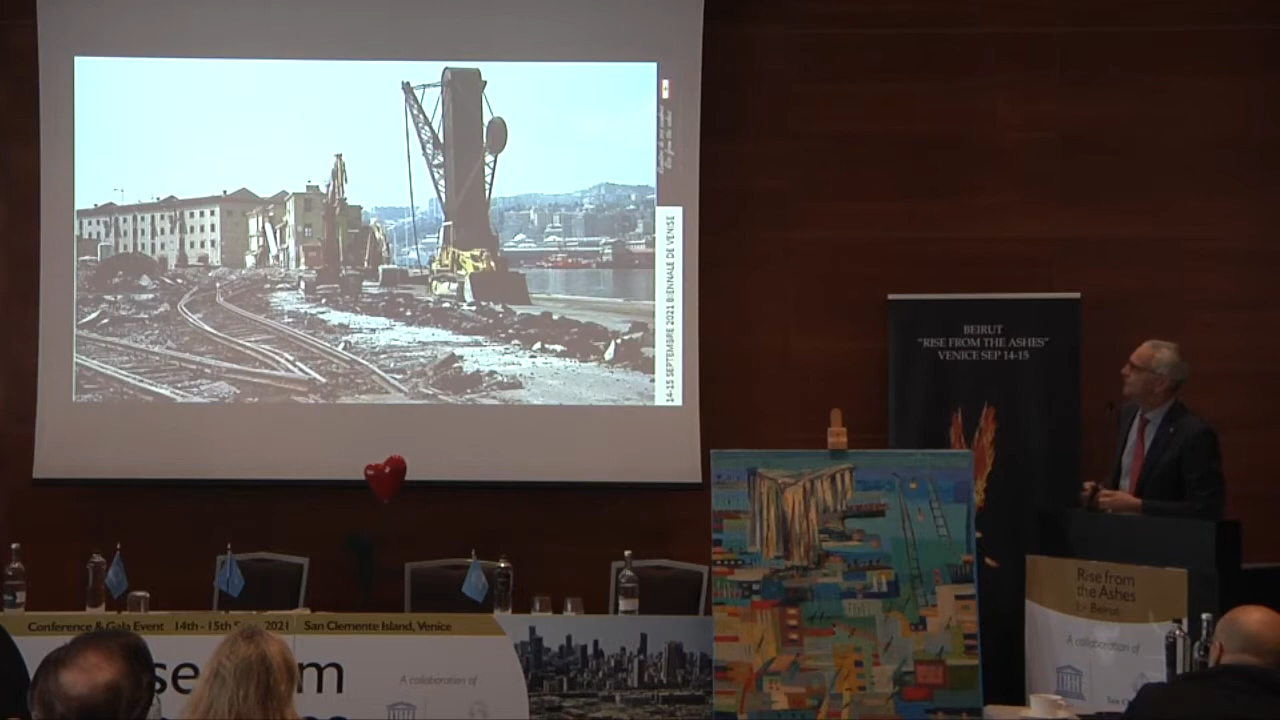 14-15 SEPTEMBRE 2021 BIENNALE DE VENISE
BEIRUT
"RISE FROM THE ASHES"
VENICE SEP 14-15
Rise from
the Ashes
for Beirut
A collaboration of
Conference & Gala Event 14th - 15th 2021 San Clemente Island, Venice
A collaboration of